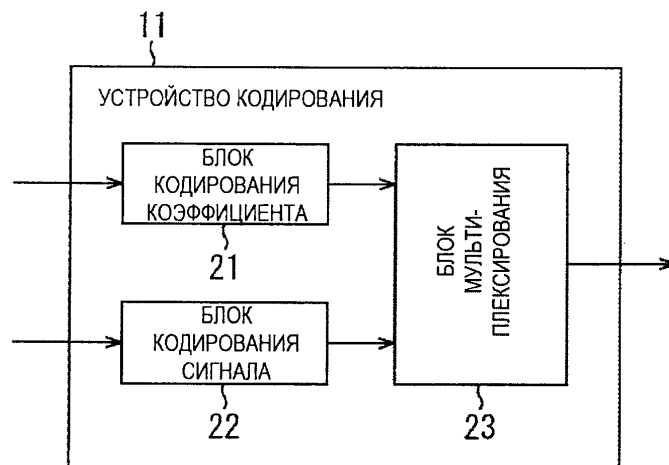 11
УСТРОЙСТВО КОДИРОВАНИЯ
БЛОК
КОДИРОВАНИЯ
КОЭФФИЦИЕНТА
21
БЛОК
КОДИРОВАНИЯ
СИГНАЛА
22
БЛОК
МУЛЬТИ-
ПЛЕКСИРОВАНИЯ
23